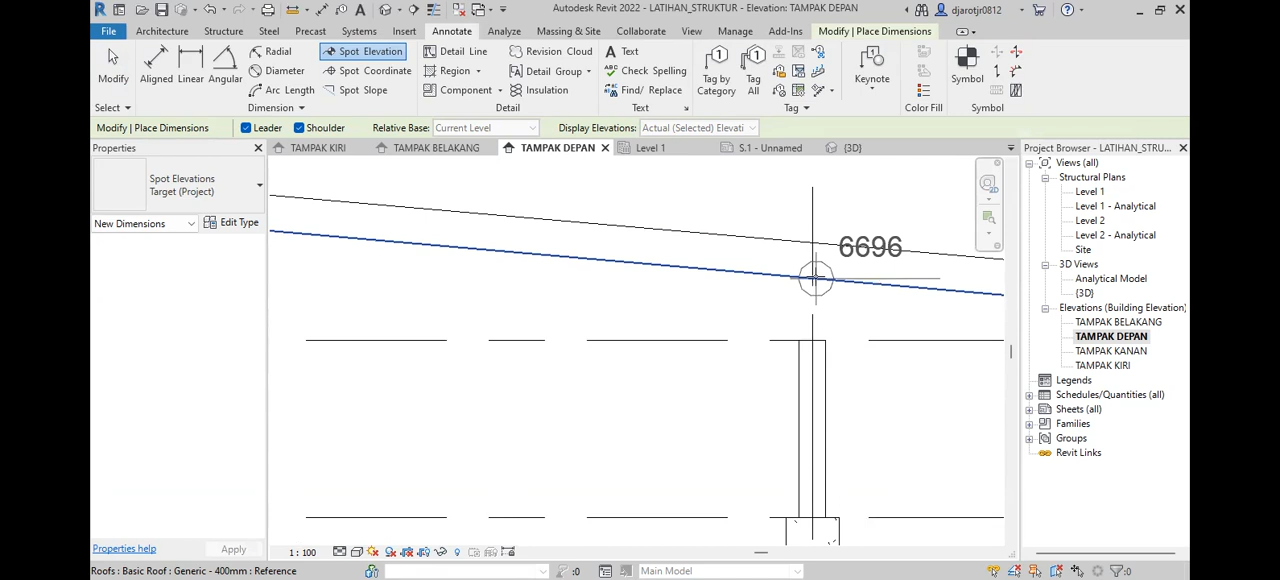 Autodesk Revit 2022 - LATIHAN_STRUKTUR - Elevation: TAMPAK DEPAN
djarotjr0812
File
Architecture
Structure
Steel
Precast
Systems
Insert
Annotate
Analyze
Massing & Site
Collaborate
View
Manage
Add-Ins
Modify | Place Dimensions
Modify
Aligned
Linear
Angular
Radial
Diameter
Arc Length
Spot Elevation
Spot Coordinate
Spot Slope
Detail Line
Region
Component
Revision Cloud
Detail Group
Insulation
Text
Check Spelling
Find/ Replace
Tag by Category
Tag All
Keynote
Symbol
Select
Dimension
Detail
Text
Tag
Color Fill
Symbol
Modify | Place Dimensions
Leader
Shoulder
Relative Base:
Current Level
Display Elevations:
Actual (Selected) Elevati
Properties
TAMPAK KIRI
TAMPAK BELAKANG
TAMPAK DEPAN
Level 1
S.1 - Unnamed
{3D}
Project Browser - LATIHAN_STRU...
Spot Elevations
Target (Project)
New Dimensions
Edit Type
6696
2D
Views (all)
Structural Plans
Level 1
Level 1 - Analytical
Level 2
Level 2 - Analytical
Site
3D Views
Analytical Model
{3D}
Elevations (Building Elevation)
TAMPAK BELAKANG
TAMPAK DEPAN
TAMPAK KANAN
TAMPAK KIRI
Legends
Schedules/Quantities (all)
Sheets (all)
Families
Groups
Revit Links
Properties help
Apply
1 : 100
Roofs : Basic Roof : Generic - 400mm : Reference
:0
Main Model
:0